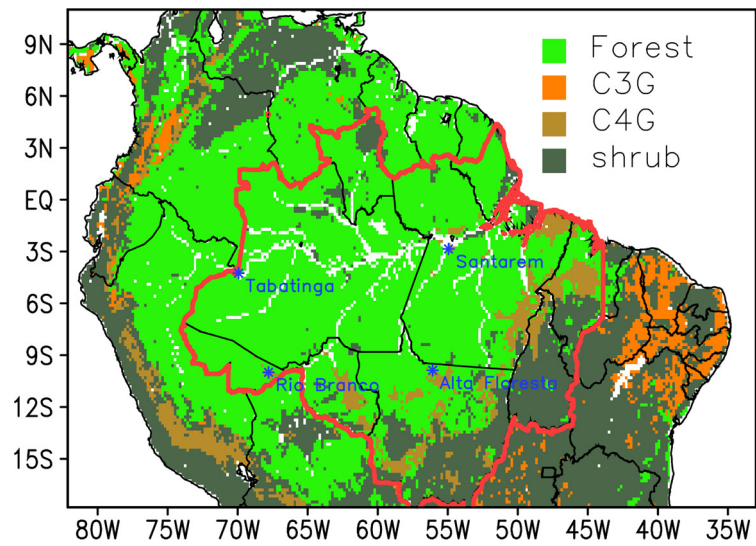 9N
6N
3N
EQ
3S
6S
9S
12S
15S
Forest
C3G
C4G
shrub
Santarem
Tabatinga
Rio Branco
Alta Floresta
80W 75W 70W 65W 60W 55W 50W 45W 40W 35W